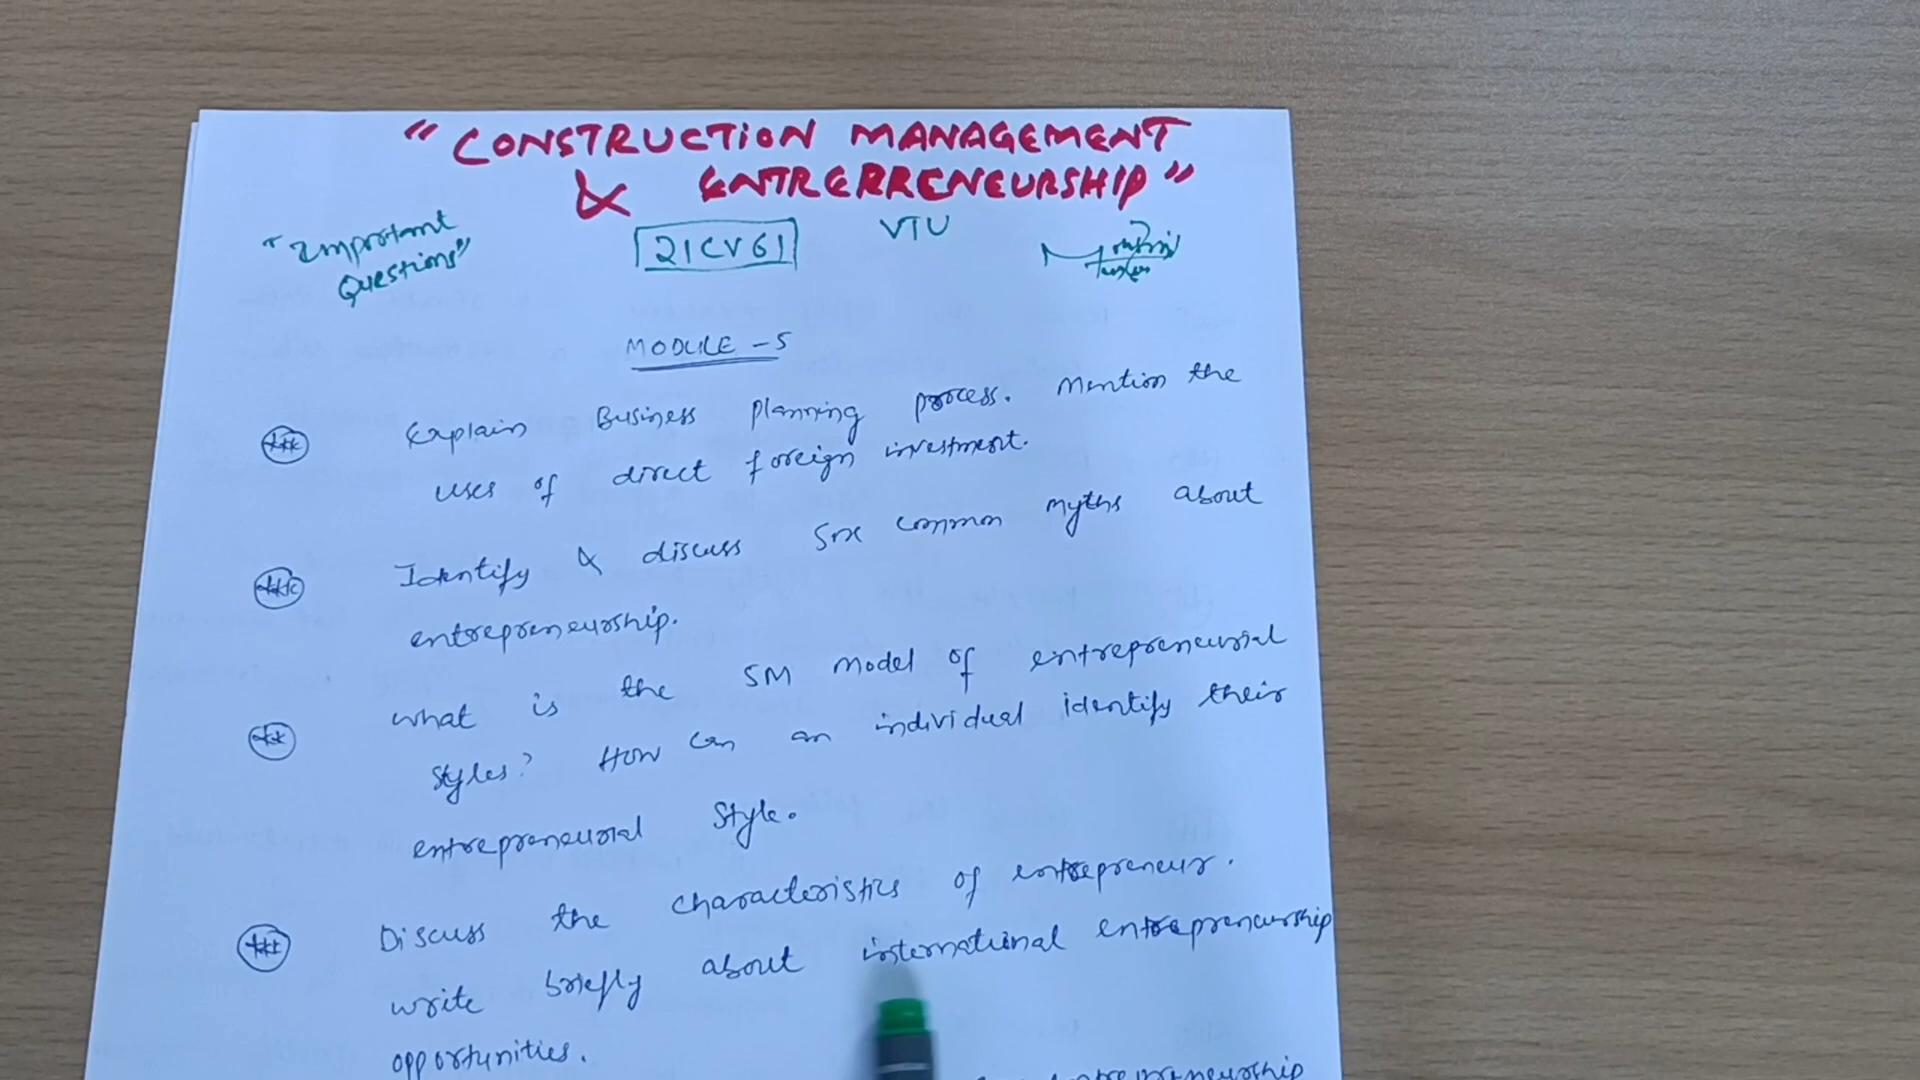 "CONSTRUCTION MANAGEMENT
& ENTRERRENEURSHIP"
"Important
Questions"
21CV61
VTU
MODULE-5
*** Explain Business planning process. Mention the
uses of direct foreign investment.
*** Identify & discuss Six common myths about
entrepreneurship.
** what is the 5M model of entrepreneurial
styles? How can an individual identify their
entrepreneurial Style.
*** Discuss the characteristics of entrepreneur.
write briefly about international entrepreneurship
opportunities.
entrepreneurship